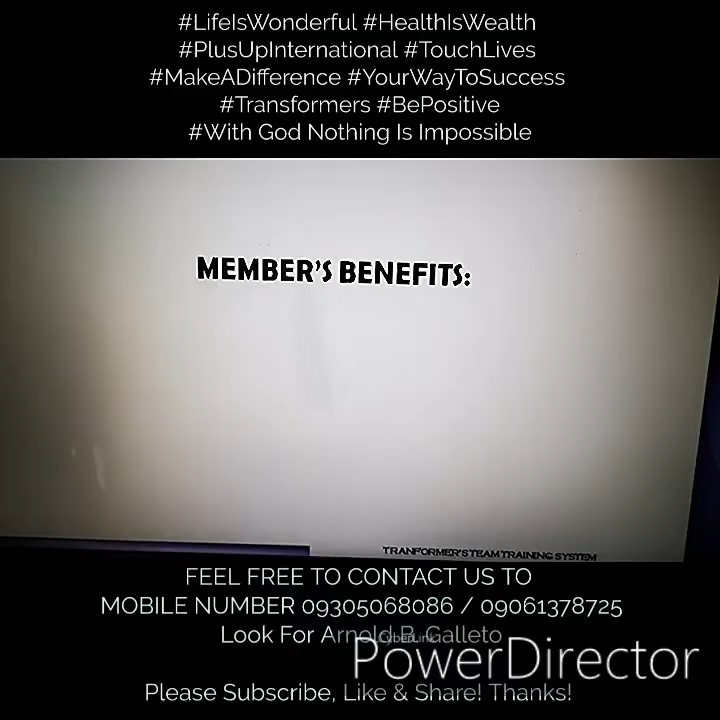 #LifeIsWonderful #HealthIsWealth
#PlusUpInternational #TouchLives
#MakeADifference #YourWayToSuccess
#Transformers #BePositive
#With God Nothing Is Impossible
MEMBER'S BENEFITS:
TRANFORMER'S TEAM TRAINING SYSTEM
FEEL FREE TO CONTACT US TO
MOBILE NUMBER 09305068086 / 09061378725
Look For Arnold B. Galleto
CyberLink
PowerDirector
Please Subscribe, Like & Share! Thanks!